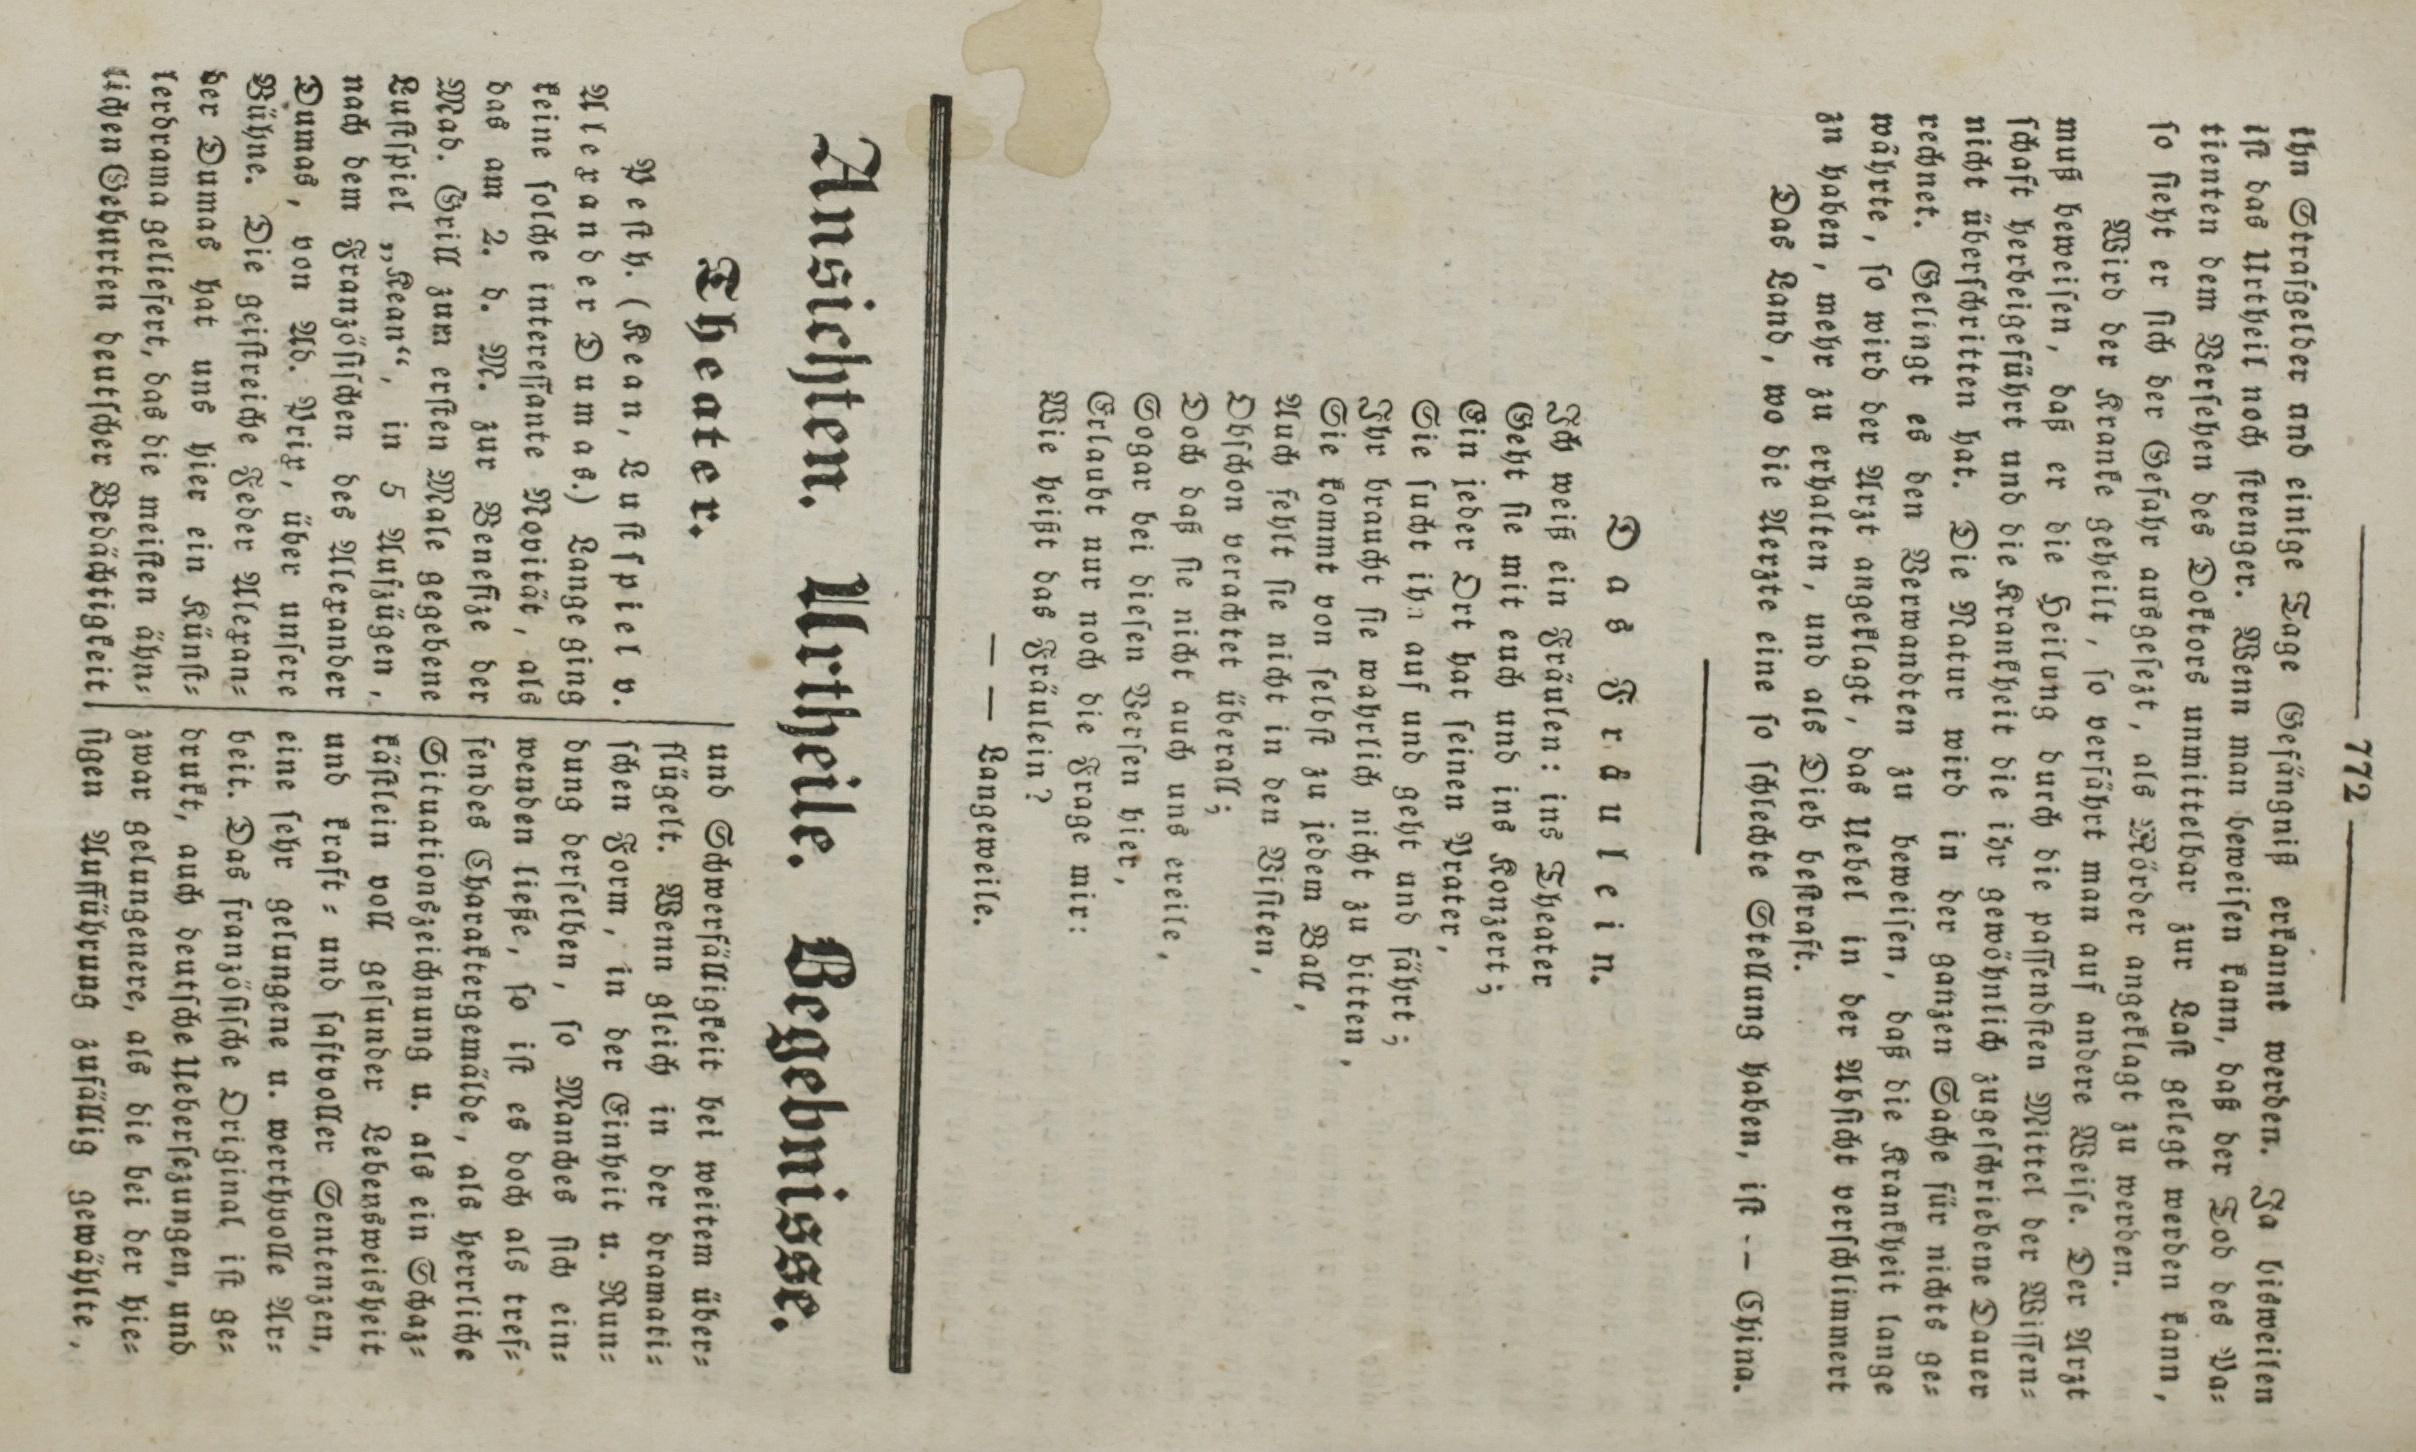 — 772 —
ihn Strafgelder und einige Tage Gefängniß erkannt werden. Ja bisweilen
ist das Urtheil noch strenger. Wenn man beweisen kann, daß der Tod des Pa-
tienten dem Versehen des Doktors unmittelbar zur Last gelegt werden kann,
so sieht er sich der Gefahr ausgesezt, als Mörder angeklagt zu werden.
Wird der Kranke geheilt, so verfährt man auf andere Weise. Der Arzt
muß beweisen, daß er die Heilung durch die passendsten Mittel der Wissen-
schaft herbeigeführt und die Krankheit die ihr gewöhnlich zugeschriebene Dauer
nicht überschritten hat. Die Natur wird in der ganzen Sache für nichts ge-
rechnet. Gelingt es den Verwandten zu beweisen, daß die Krankheit lange
währte, so wird der Arzt angeklagt, das Uebel in der Absicht verschlimmert
zu haben, mehr zu erhalten, und als Dieb bestraft.
Das Land, wo die Aerzte eine so schlechte Stellung haben, ist -- China.
Das Fräulein.
Ich weiß ein Fräulen: ins Theater
Geht sie mit euch und ins Konzert;
Ein jeder Ort hat seinen Prater,
Sie sucht ihn auf und geht und fährt;
Ihr braucht sie wahrlich nicht zu bitten,
Sie kommt von selbst zu jedem Ball,
Auch fehlt sie nicht in den Visiten,
Obschon verachtet überall;
Doch daß sie nicht auch uns ereile,
Sogar bei diesen Versen hier,
Erlaubt nur noch die Frage mir:
Wie heißt das Fräulein?
— — Langeweile.
Ansichten. Urtheile. Begebnisse.
Theater.
Pesth. (Kean, Lustspiel v.
Alexander Dumas.) Lange ging
keine solche interessante Novität, als
das am 2. d. M. zur Benefize der
Mad. Grill zum ersten Male gegebene
Lustspiel „Kean“, in 5 Aufzügen,
nach dem Französischen des Alexander
Dumas, von Ad. Prix, über unsere
Bühne. Die geistreiche Feder Alexan-
der Dumas hat uns hier ein Künst-
lerdrama geliefert, das die meisten ähn-
lichen Geburten deutscher Bedächtigkeit
und Schwerfälligkeit bei weitem über-
flügelt. Wenn gleich in der dramati-
schen Form, in der Einheit u. Run-
dung derselben, so Manches sich ein-
wenden ließe, so ist es doch als tref-
fendes Charaktergemälde, als herrliche
Situationszeichnung u. als ein Schaz-
kästlein voll gesunder Lebensweisheit
und kraft- und saftvoller Sentenzen,
eine sehr gelungene u. werthvolle Ar-
beit. Das französische Original ist ge-
druckt, auch deutsche Uebersezungen, und
zwar gelungenere, als die bei der hie-
sigen Aufführung zufällig gewählte,